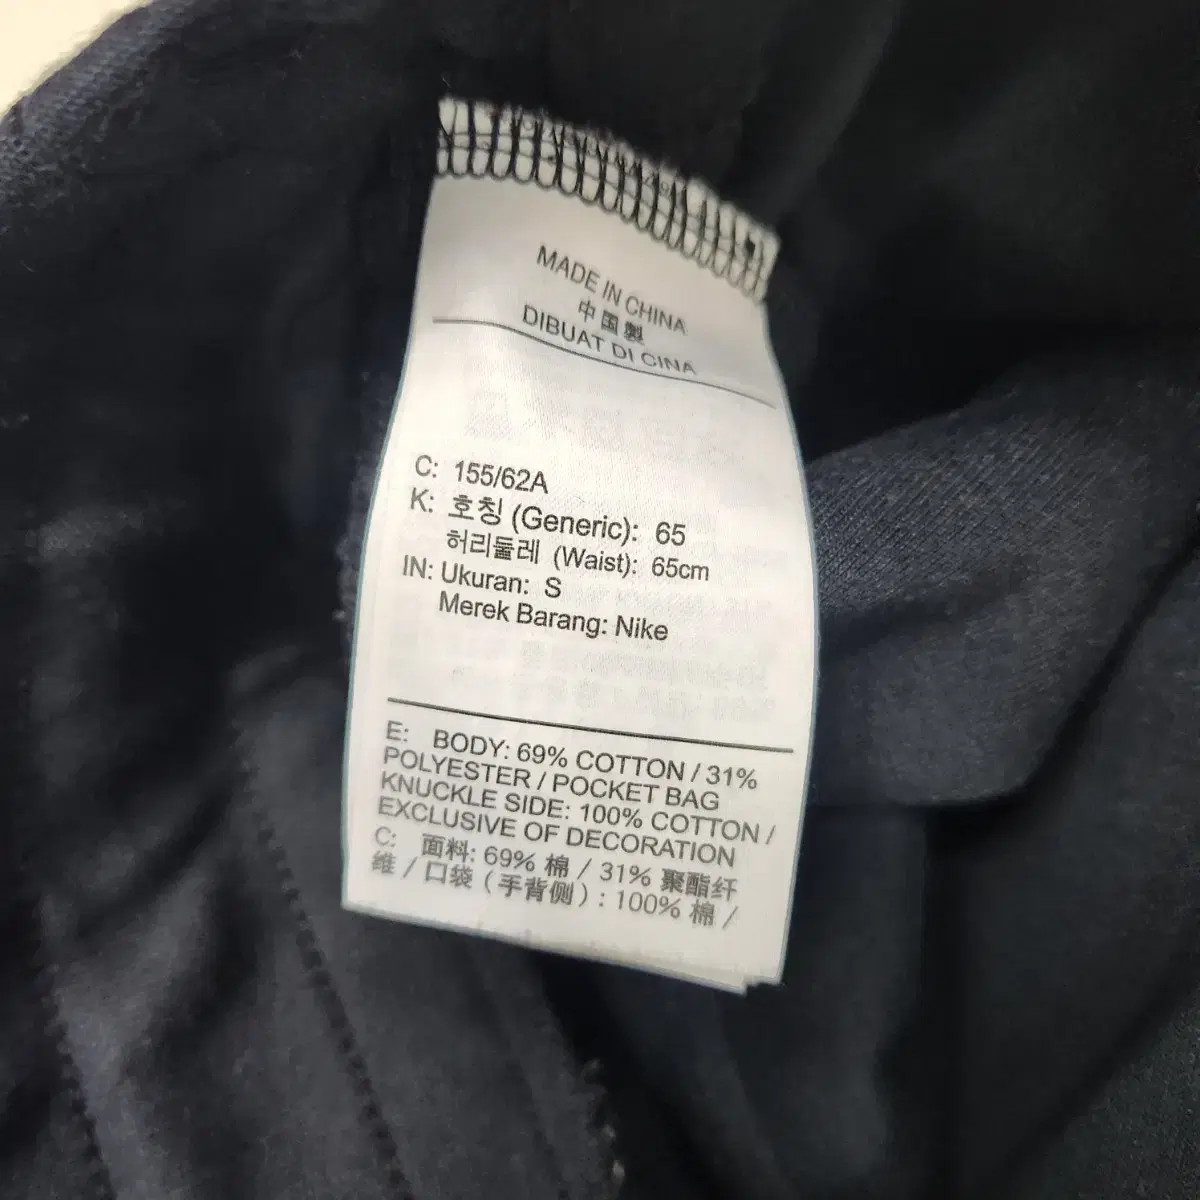 MADE IN CHINA
中国製
DIBUAT DI CINA
C: 155/62A
K: 호칭 (Generic): 65
허리둘레 (Waist): 65cm
IN: Ukuran: S
Merek Barang: Nike
E: BODY: 69% COTTON / 31%
POLYESTER / POCKET BAG
KNUCKLE SIDE: 100% COTTON /
EXCLUSIVE OF DECORATION
C: 面料: 69% 棉 / 31% 聚酯纤
维 / 口袋 (手背侧) : 100% 棉 /